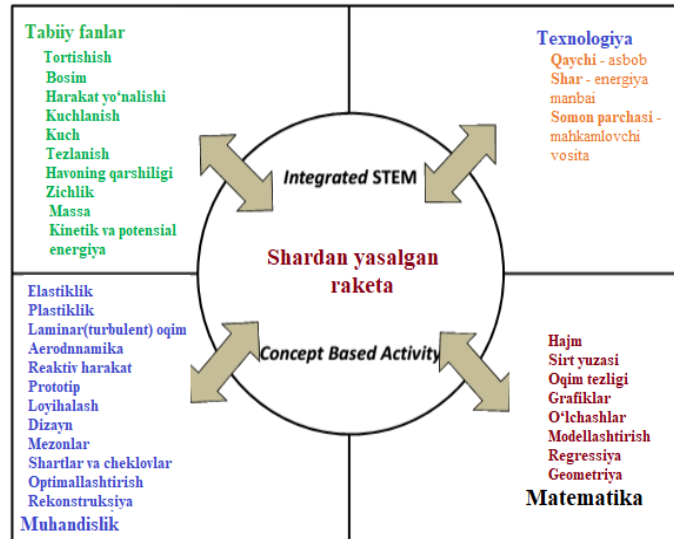 Tabiiy fanlar
Tortishish
Bosim
Harakat yo‘nalishi
Kuchlanish
Kuch
Tezlanish
Havoning qarshiligi
Zichlik
Massa
Kinetik va potensial
energiya
Texnologiya
Qaychi - asbob
Shar - energiya
manbai
Somon parchasi -
mahkamlovchi
vosita
Integrated STEM
Shardan yasalgan
raketa
Concept Based Activity
Elastiklik
Plastiklik
Laminar(turbulent) oqim
Aerodnnamika
Reaktiv harakat
Prototip
Loyihalash
Dizayn
Mezonlar
Shartlar va cheklovlar
Optimallashtirish
Rekonstruksiya
Muhandislik
Hajm
Sirt yuzasi
Oqim tezligi
Grafiklar
O‘lchashlar
Modellashtirish
Regressiya
Geometriya
Matematika